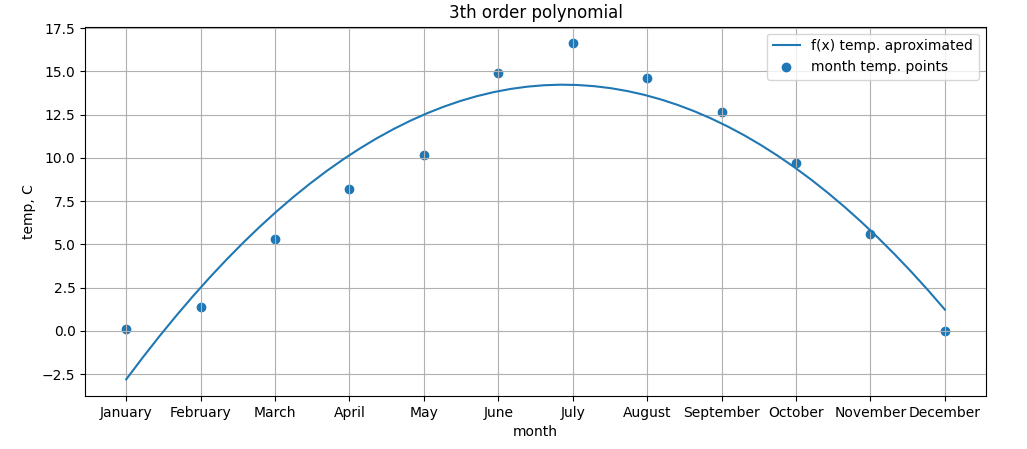 3th order polynomial
f(x) temp. aproximated
month temp. points
temp, C
17.5
15.0
12.5
10.0
7.5
5.0
2.5
0.0
−2.5
January February March April May June July August September October November December
month